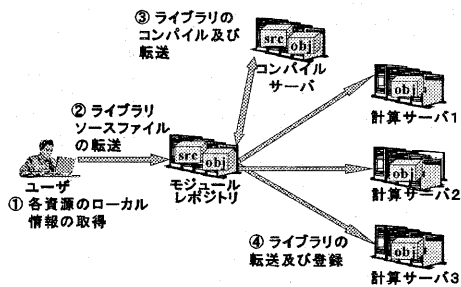 ③ ライブラリの
コンパイル及び
転送
src
obj
コンパイル
サーバ
② ライブラリ
ソースファイル
の転送
src
obj
モジュール
レポジトリ
ユーザ
① 各資源のローカル
情報の取得
obj
計算サーバ1
obj
計算サーバ2
④ ライブラリの
転送及び登録
obj
計算サーバ3